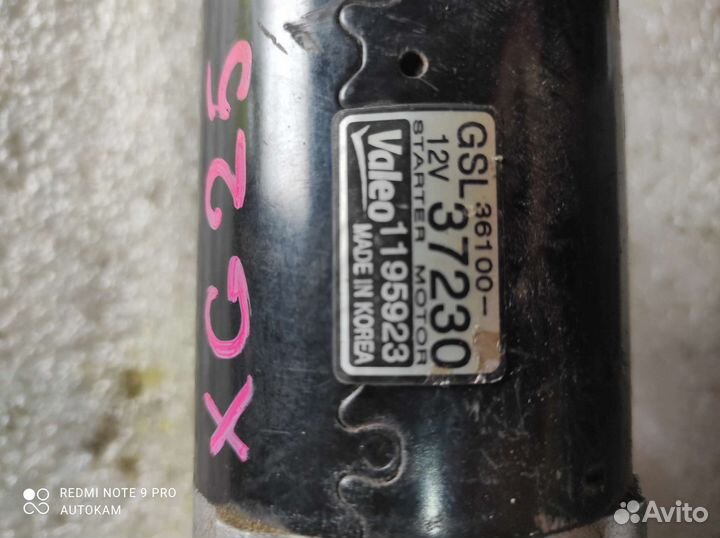 XG25
GSL 36100-
12V 37230
STARTER MOTOR
Valeo 1195923
MADE IN KOREA
REDMI NOTE 9 PRO
AUTOKAM
Avito